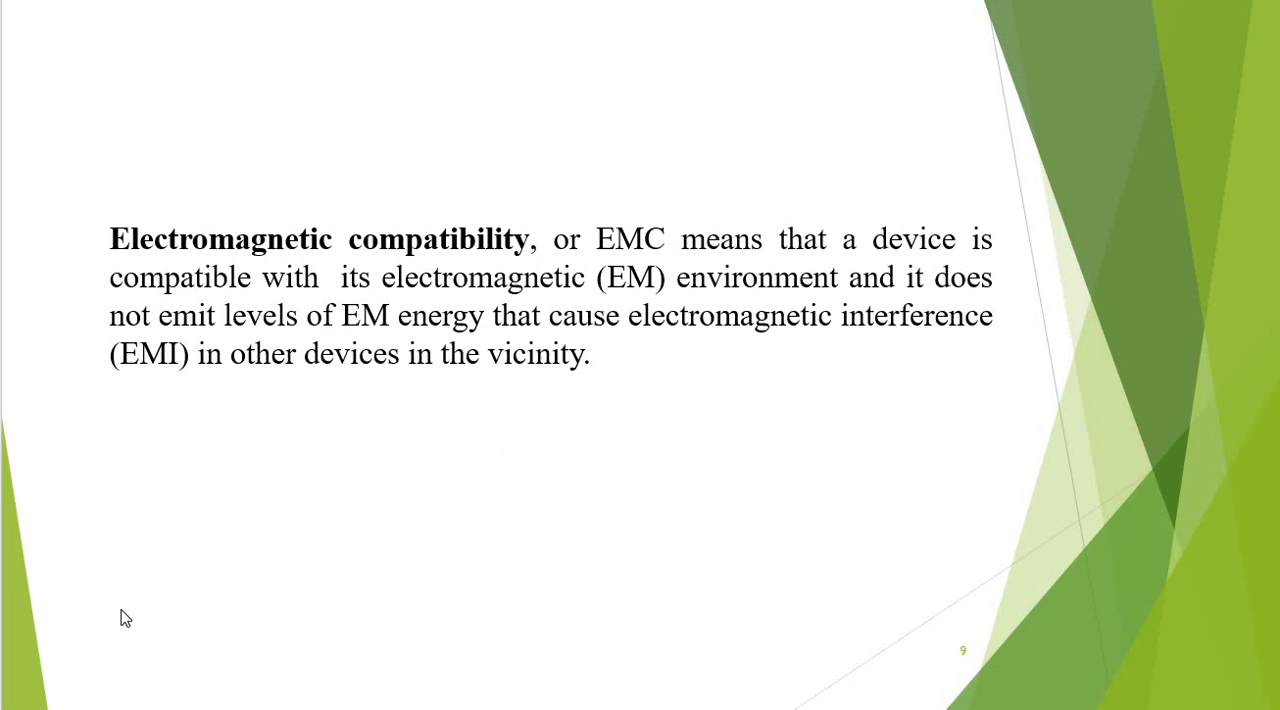 Electromagnetic compatibility, or EMC means that a device is
compatible with its electromagnetic (EM) environment and it does
not emit levels of EM energy that cause electromagnetic interference
(EMI) in other devices in the vicinity.
9